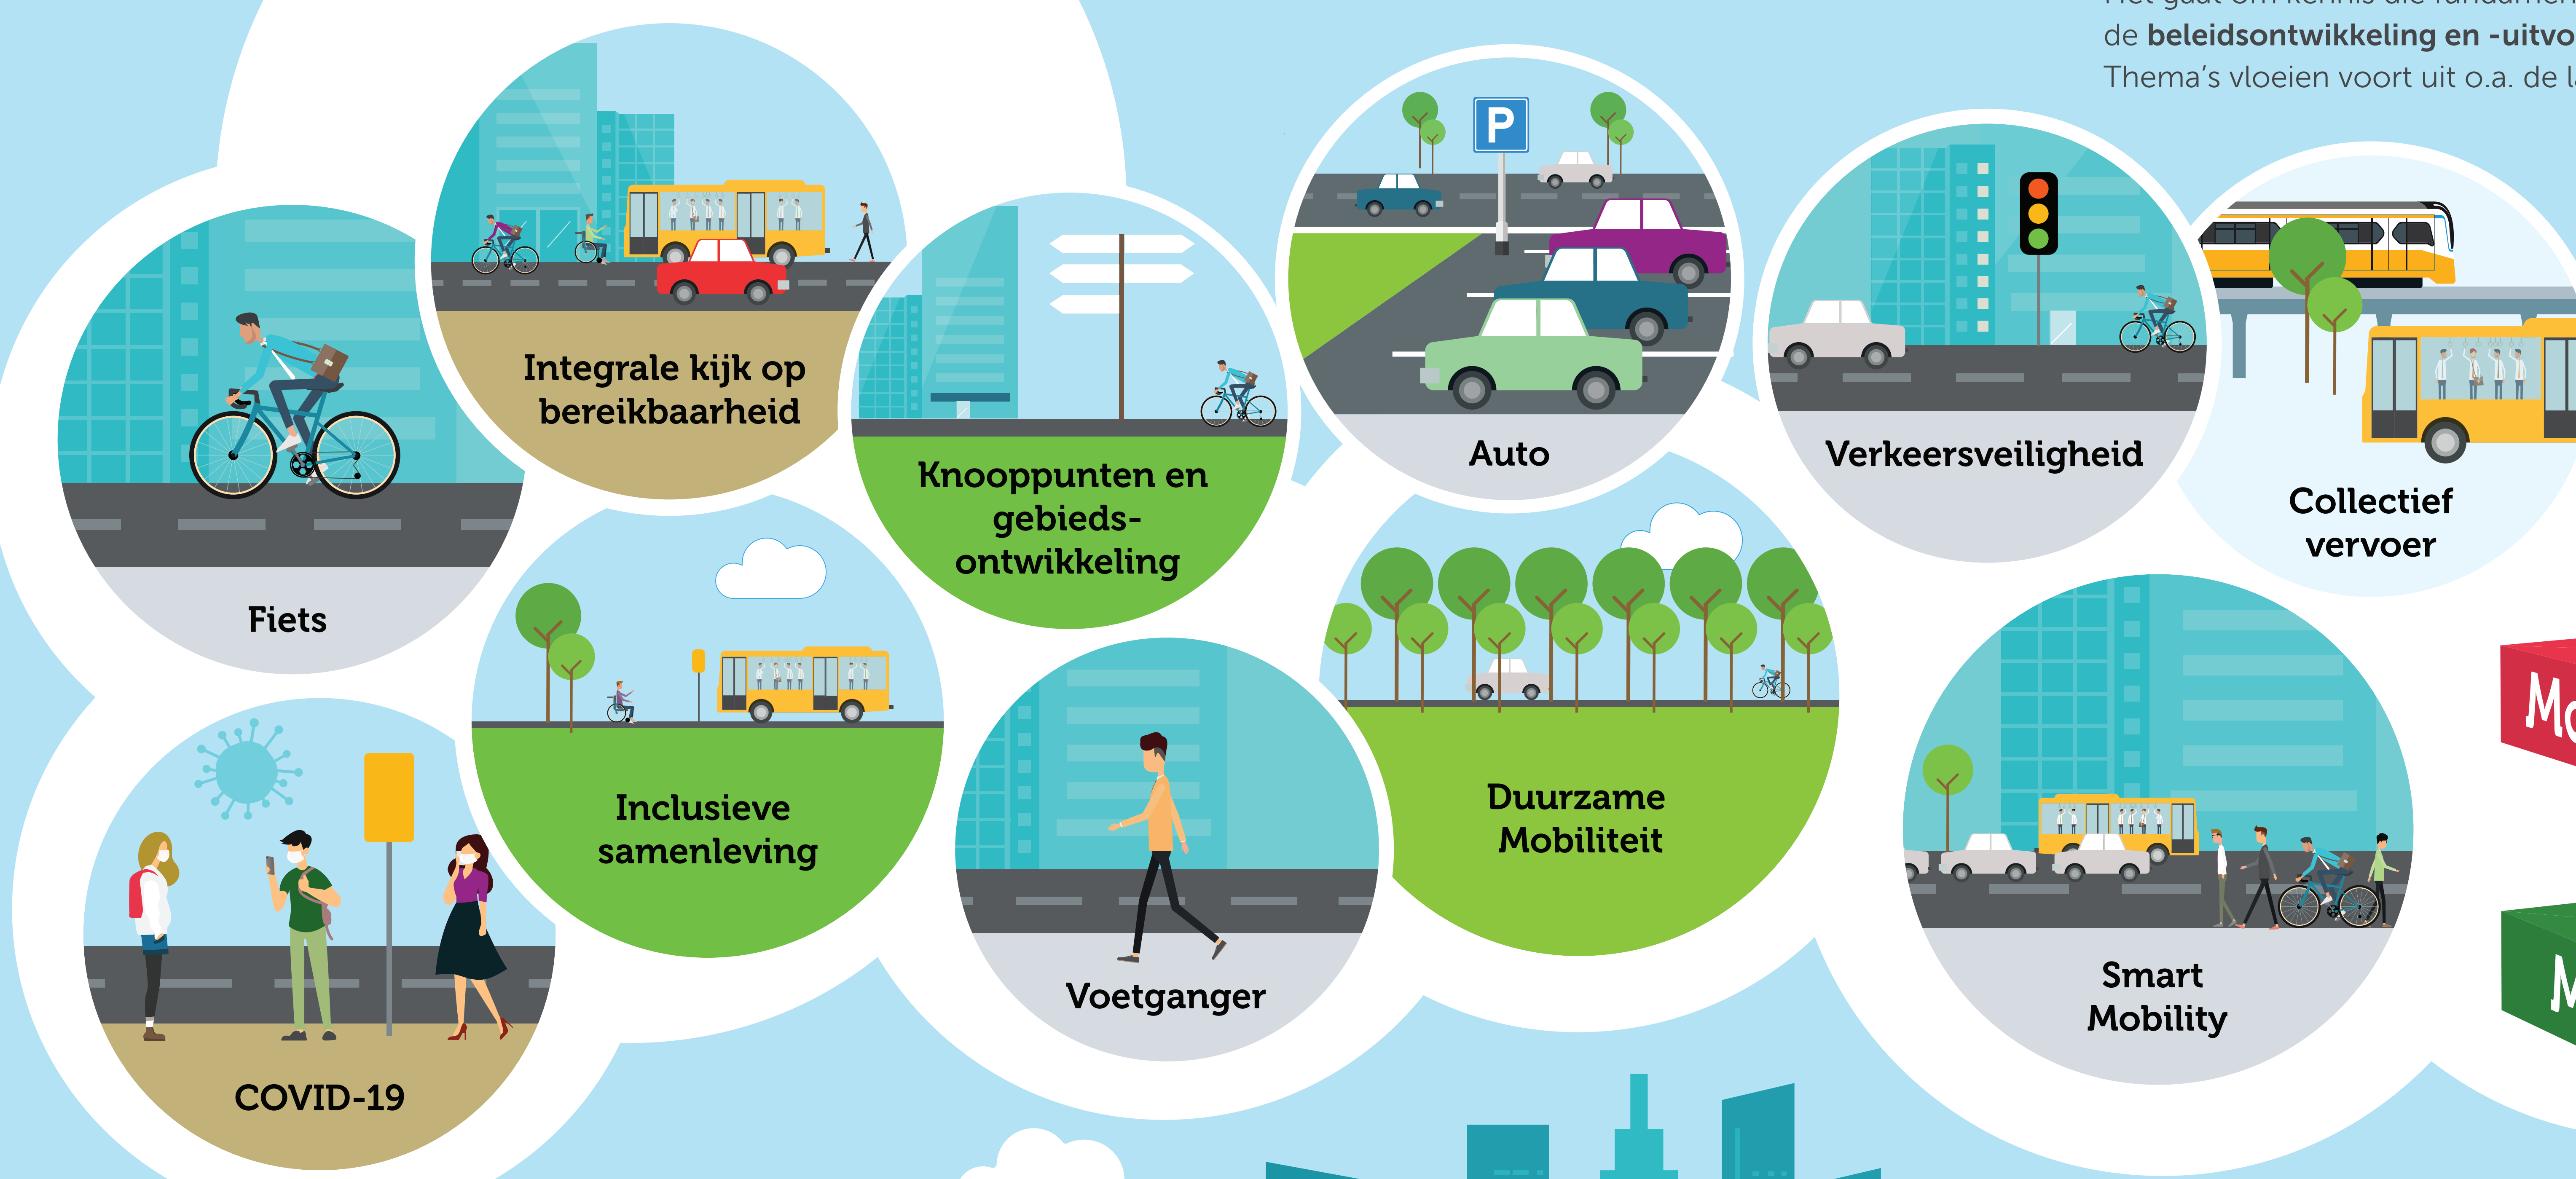 de beleidsontwikkeling en -uitvo
Thema's vloeien voort uit o.a. de
P
Integrale kijk op
bereikbaarheid
Knooppunten en
gebieds-
ontwikkeling
Auto
Verkeersveiligheid
Collectief
vervoer
Fiets
Inclusieve
samenleving
Duurzame
Mobiliteit
Voetganger
Smart
Mobility
COVID-19
Mo
M